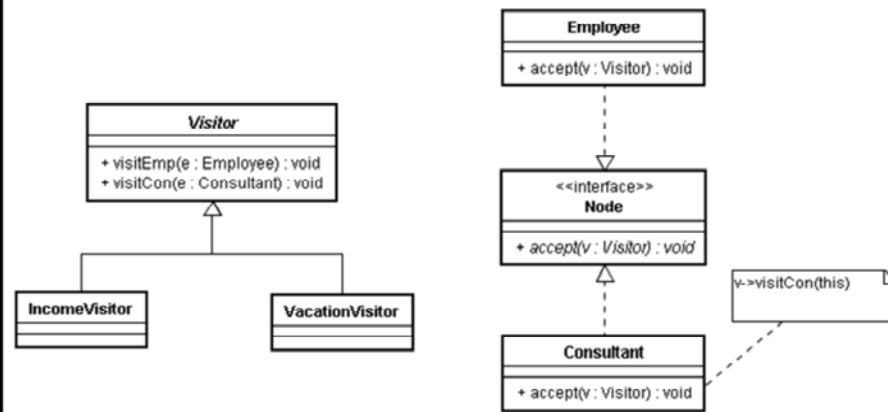 Visitor
+ visitEmp(e : Employee) : void
+ visitCon(e : Consultant) : void
IncomeVisitor
VacationVisitor
Employee
+ accept(v : Visitor) : void
<<interface>>
Node
+ accept(v : Visitor) : void
v->visitCon(this)
Consultant
+ accept(v : Visitor) : void